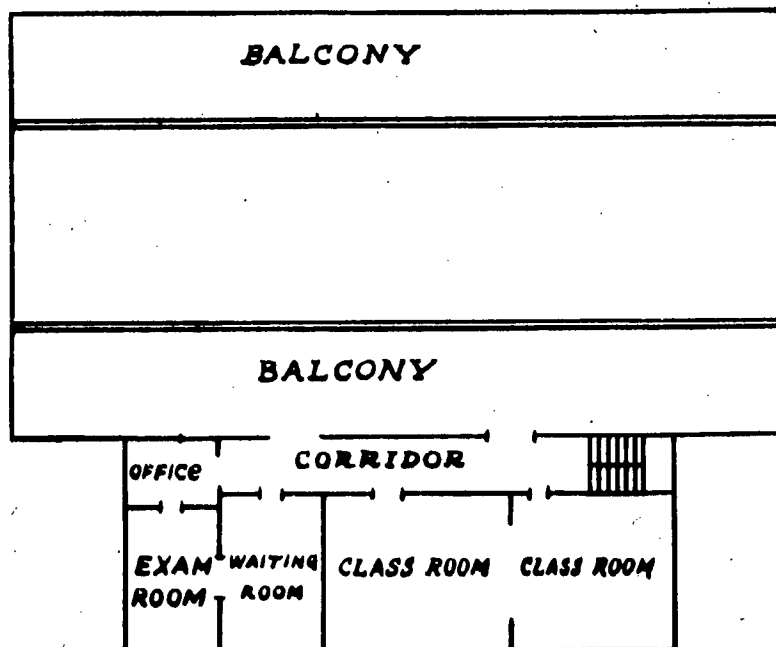 BALCONY
BALCONY
CORRIDOR
OFFICE
EXAM
ROOM
WAITING
ROOM
CLASS ROOM
CLASS ROOM